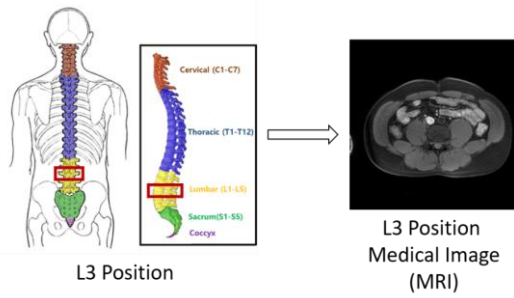 Cervical (C1-C7)
Thoracic (T1-T12)
Lumbar (L1-L5)
Sacrum(S1-S5)
Coccyx
L3 Position
L3 Position
Medical Image
(MRI)